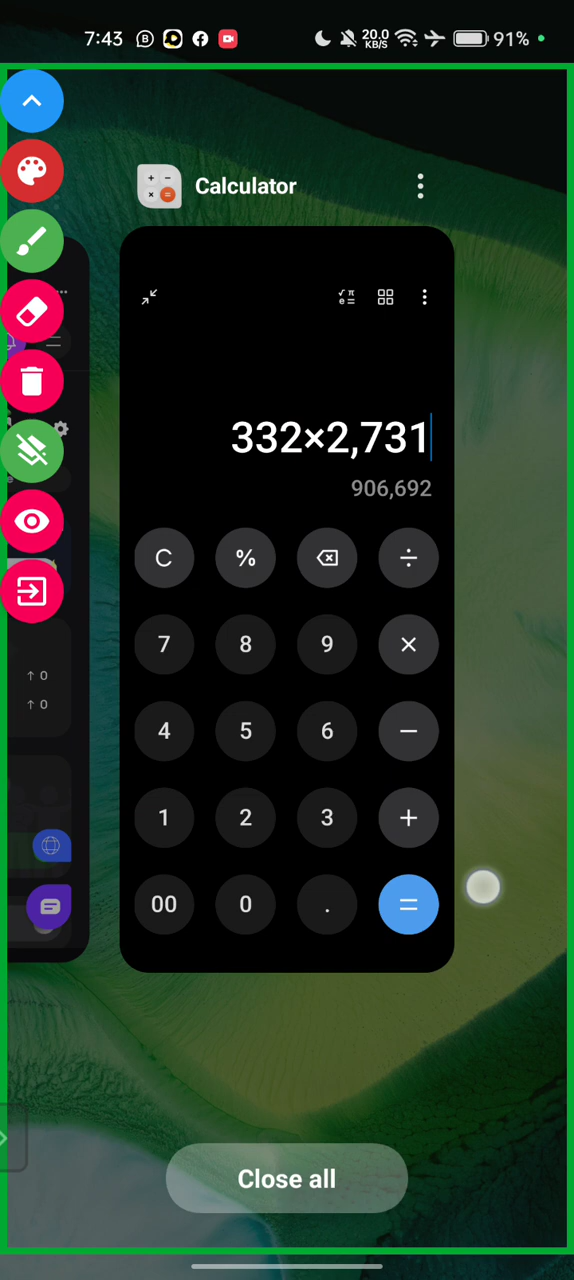 7:43
20.0
KB/S
91%
Calculator
332×2,731
906,692
C % ÷
7 8 9 ×
4 5 6 −
1 2 3 +
00 0 . =
↑ 0
↑ 0
Close all